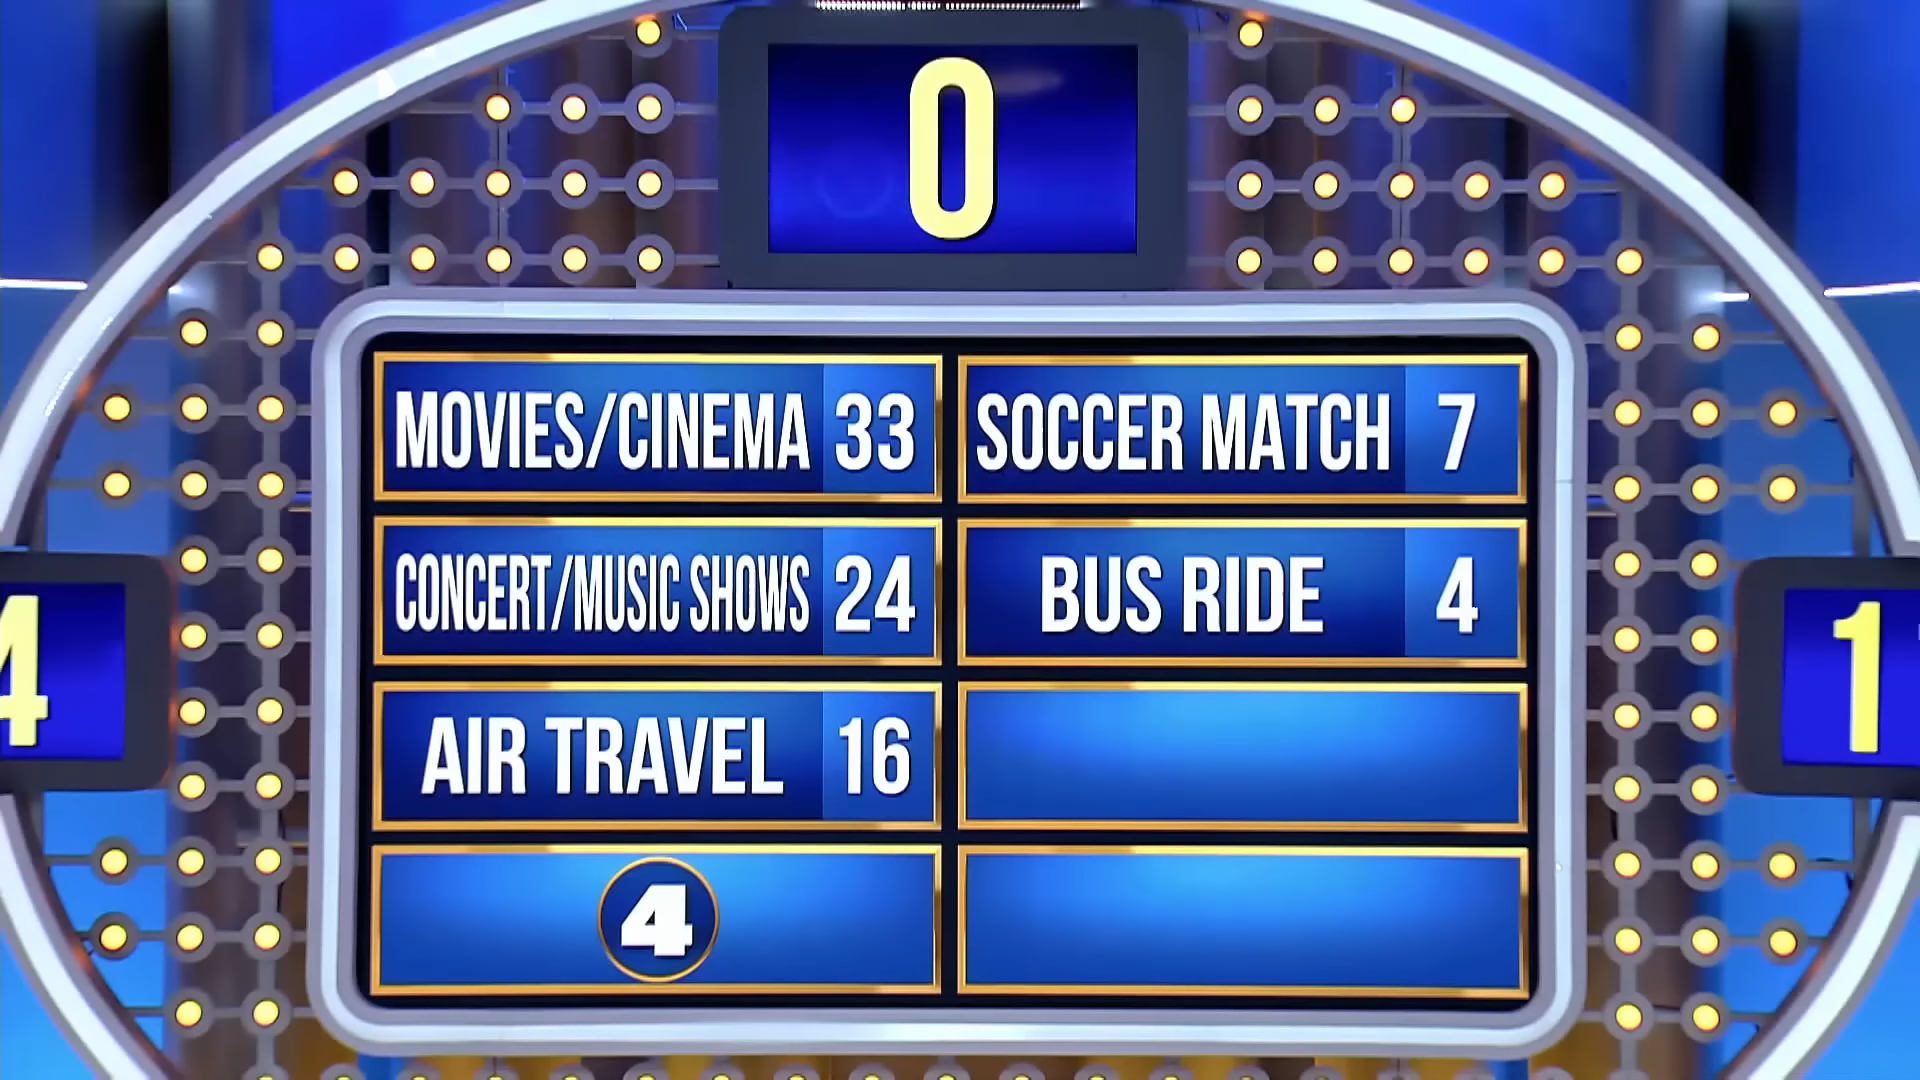 0
MOVIES/CINEMA 33
CONCERT/MUSIC SHOWS 24
AIR TRAVEL 16
4
SOCCER MATCH 7
BUS RIDE 4
4
1